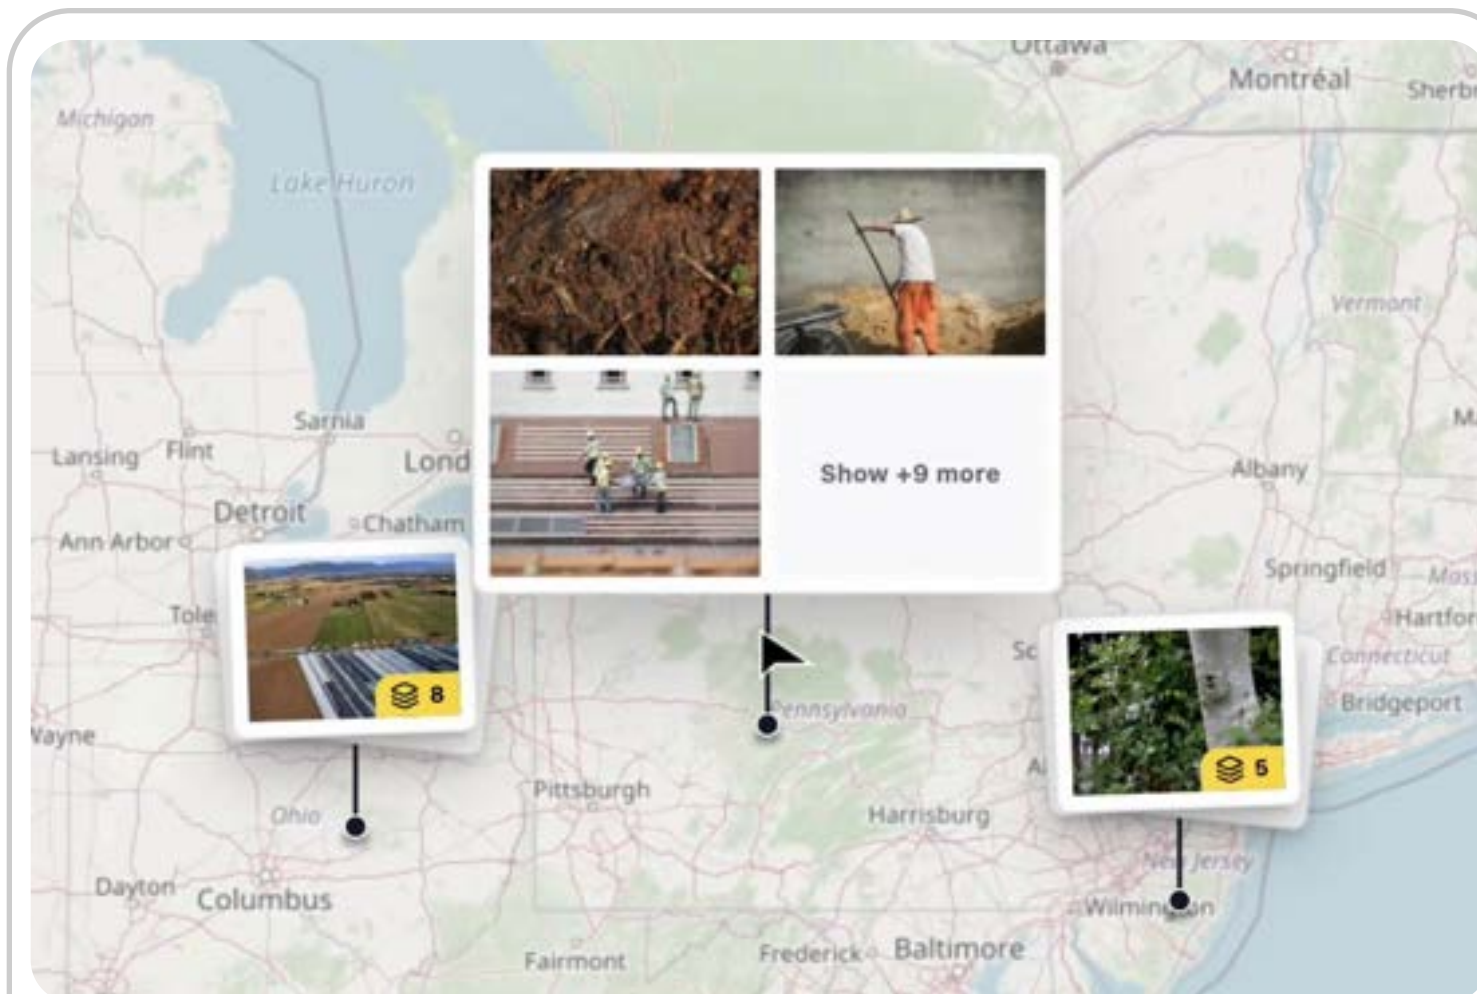 Ottawa
Montréal
Michigan
Lake Huron
Vermont
Sarnia
Lansing
Flint
Lond
Show +9 more
Albany
Detroit
Chatham
Ann Arbor
Springfield
Tole
Hartfor
Connecticut
8
Pennsylvania
Bridgeport
Wayne
5
Pittsburgh
Ohio
Harrisburg
New Jersey
Dayton
Columbus
Wilmington
Fairmont
Frederick
Baltimore